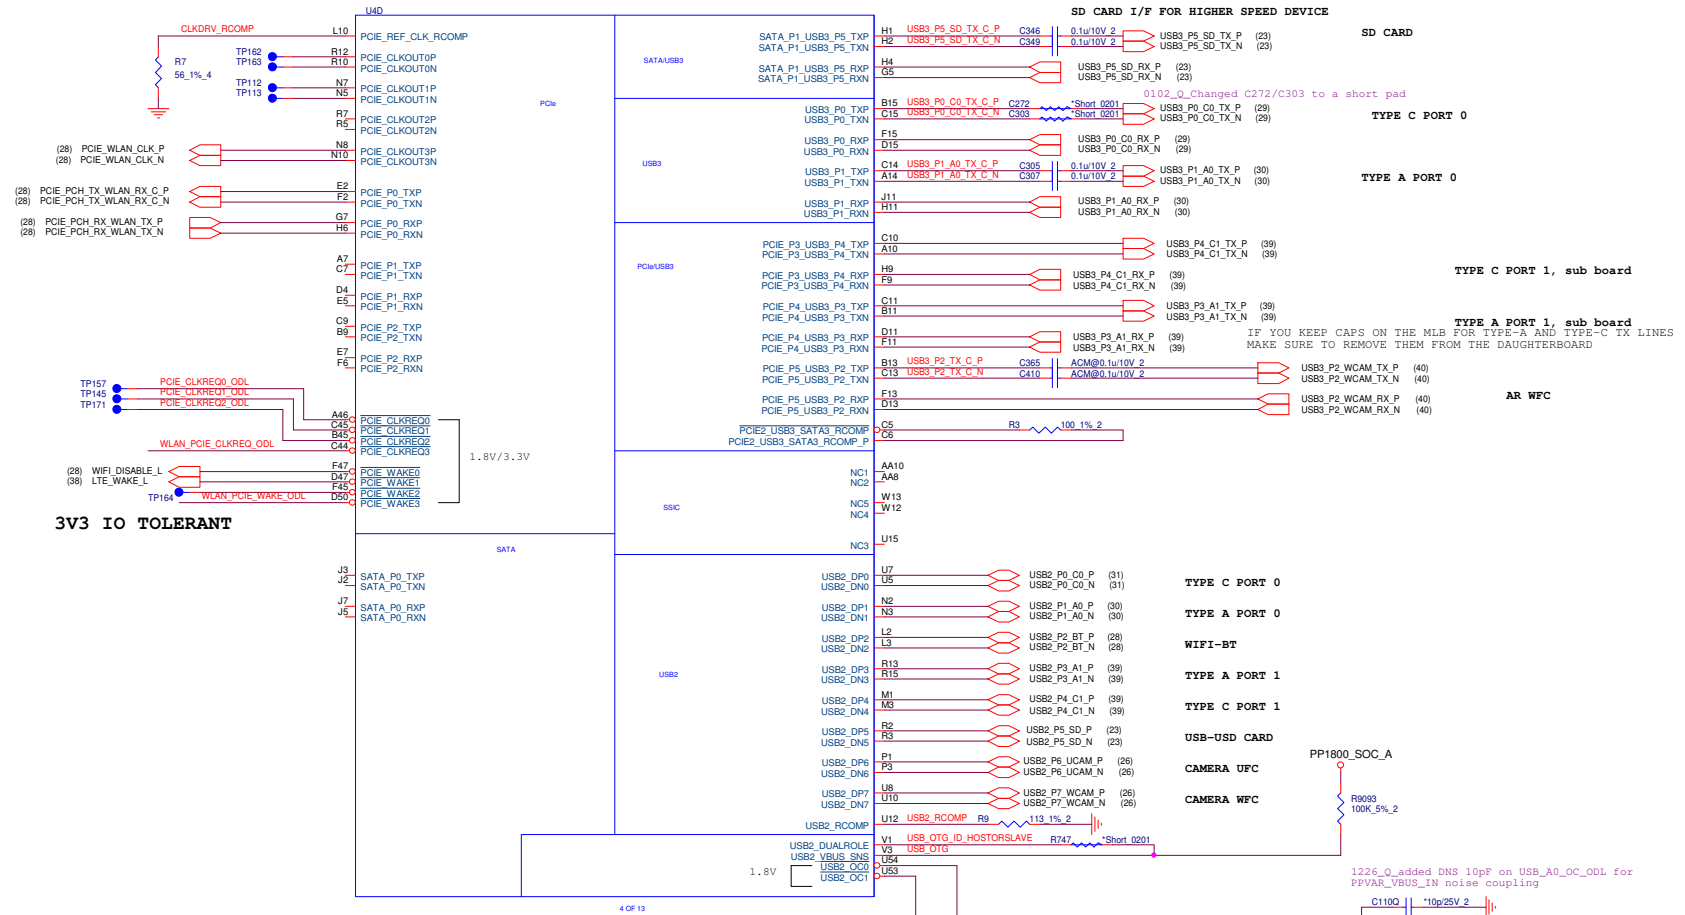 U4D
SD CARD I/F FOR HIGHER SPEED DEVICE
CLKDRV_RCOMP
L10
PCIE_REF_CLK_RCOMP
R7
56_1%_4
TP162 R12 PCIE_CLKOUT0P
TP163 R10 PCIE_CLKOUT0N
TP112 N7 PCIE_CLKOUT1P
TP113 N5 PCIE_CLKOUT1N
R7 PCIE_CLKOUT2P
R5 PCIE_CLKOUT2N
(28) PCIE_WLAN_CLK_P N8 PCIE_CLKOUT3P
(28) PCIE_WLAN_CLK_N N10 PCIE_CLKOUT3N
(28) PCIE_PCH_TX_WLAN_RX_C_P E2 PCIE_P0_TXP
(28) PCIE_PCH_TX_WLAN_RX_C_N F2 PCIE_P0_TXN
(28) PCIE_PCH_RX_WLAN_TX_P G7 PCIE_P0_RXP
(28) PCIE_PCH_RX_WLAN_TX_N H6 PCIE_P0_RXN
A7 PCIE_P1_TXP
C7 PCIE_P1_TXN
D4 PCIE_P1_RXP
E5 PCIE_P1_RXN
C9 PCIE_P2_TXP
B9 PCIE_P2_TXN
E7 PCIE_P2_RXP
F6 PCIE_P2_RXN
TP157 PCIE_CLKREQ0_ODL
TP145 PCIE_CLKREQ1_ODL
TP171 PCIE_CLKREQ2_ODL
A46 PCIE_CLKREQ0
C45 PCIE_CLKREQ1
B45 PCIE_CLKREQ2
WLAN_PCIE_CLKREQ_ODL C44 PCIE_CLKREQ3
1.8V/3.3V
(28) WIFI_DISABLE_L F47 PCIE_WAKE0
(38) LTE_WAKE_L D47 PCIE_WAKE1
TP164 F45 PCIE_WAKE2
WLAN_PCIE_WAKE_ODL D50 PCIE_WAKE3
3V3 IO TOLERANT
J3 SATA_P0_TXP
J2 SATA_P0_TXN
J7 SATA_P0_RXP
J5 SATA_P0_RXN
PCIe
SATA
SATA/USB3
USB3
PCIe/USB3
SSIC
USB2
SATA_P1_USB3_P5_TXP H1 USB3_P5_SD_TX_C_P C346 0.1u/10V_2 USB3_P5_SD_TX_P (23)
SATA_P1_USB3_P5_TXN H2 USB3_P5_SD_TX_C_N C349 0.1u/10V_2 USB3_P5_SD_TX_N (23)
SD CARD
SATA_P1_USB3_P5_RXP H4 USB3_P5_SD_RX_P (23)
SATA_P1_USB3_P5_RXN G5 USB3_P5_SD_RX_N (23)
0102_Q_Changed C272/C303 to a short pad
USB3_P0_TXP B15 USB3_P0_C0_TX_C_P C272 *Short_0201 USB3_P0_C0_TX_P (29)
USB3_P0_TXN C15 USB3_P0_C0_TX_C_N C303 *Short_0201 USB3_P0_C0_TX_N (29)
TYPE C PORT 0
USB3_P0_RXP F15 USB3_P0_C0_RX_P (29)
USB3_P0_RXN D15 USB3_P0_C0_RX_N (29)
USB3_P1_TXP C14 USB3_P1_A0_TX_C_P C305 0.1u/10V_2 USB3_P1_A0_TX_P (30)
USB3_P1_TXN A14 USB3_P1_A0_TX_C_N C307 0.1u/10V_2 USB3_P1_A0_TX_N (30)
TYPE A PORT 0
USB3_P1_RXP J11 USB3_P1_A0_RX_P (30)
USB3_P1_RXN H11 USB3_P1_A0_RX_N (30)
PCIE_P3_USB3_P4_TXP C10 USB3_P4_C1_TX_P (39)
PCIE_P3_USB3_P4_TXN A10 USB3_P4_C1_TX_N (39)
PCIE_P3_USB3_P4_RXP H9 USB3_P4_C1_RX_P (39)
PCIE_P3_USB3_P4_RXN F9 USB3_P4_C1_RX_N (39)
TYPE C PORT 1, sub board
PCIE_P4_USB3_P3_TXP C11 USB3_P3_A1_TX_P (39)
PCIE_P4_USB3_P3_TXN B11 USB3_P3_A1_TX_N (39)
TYPE A PORT 1, sub board
PCIE_P4_USB3_P3_RXP D11 USB3_P3_A1_RX_P (39)
PCIE_P4_USB3_P3_RXN F11 USB3_P3_A1_RX_N (39)
IF YOU KEEP CAPS ON THE MLB FOR TYPE-A AND TYPE-C TX LINES
MAKE SURE TO REMOVE THEM FROM THE DAUGHTERBOARD
PCIE_P5_USB3_P2_TXP B13 USB3_P2_TX_C_P C365 ACM@0.1u/10V_2 USB3_P2_WCAM_TX_P (40)
PCIE_P5_USB3_P2_TXN C13 USB3_P2_TX_C_N C410 ACM@0.1u/10V_2 USB3_P2_WCAM_TX_N (40)
PCIE_P5_USB3_P2_RXP F13 USB3_P2_WCAM_RX_P (40)
PCIE_P5_USB3_P2_RXN D13 USB3_P2_WCAM_RX_N (40)
AR WFC
PCIE2_USB3_SATA3_RCOMP C5 R3 100_1%_2
PCIE2_USB3_SATA3_RCOMP_P C6
NC1 AA10
NC2 AA8
NC5 W13
NC4 W12
NC3 U15
USB2_DP0 U7 USB2_P0_C0_P (31)
USB2_DN0 U5 USB2_P0_C0_N (31)
TYPE C PORT 0
USB2_DP1 N2 USB2_P1_A0_P (30)
USB2_DN1 N3 USB2_P1_A0_N (30)
TYPE A PORT 0
USB2_DP2 L2 USB2_P2_BT_P (28)
USB2_DN2 L3 USB2_P2_BT_N (28)
WIFI-BT
USB2_DP3 R13 USB2_P3_A1_P (39)
USB2_DN3 R15 USB2_P3_A1_N (39)
TYPE A PORT 1
USB2_DP4 M1 USB2_P4_C1_P (39)
USB2_DN4 M3 USB2_P4_C1_N (39)
TYPE C PORT 1
USB2_DP5 R2 USB2_P5_SD_P (23)
USB2_DN5 R3 USB2_P5_SD_N (23)
USB-USD CARD
USB2_DP6 P1 USB2_P6_UCAM_P (26)
USB2_DN6 P3 USB2_P6_UCAM_N (26)
CAMERA UFC
USB2_DP7 U8 USB2_P7_WCAM_P (26)
USB2_DN7 U10 USB2_P7_WCAM_N (26)
CAMERA WFC
PP1800_SOC_A
R9093
100K_5%_2
USB2_RCOMP U12 USB2_RCOMP R9 113_1%_2
USB2_DUALROLE V1 USB_OTG_ID_HOSTORSLAVE R747 *Short_0201
USB2_VBUS_SNS V3 USB_OTG
1.8V
USB2_OC0 U54
USB2_OC1 U53
1226_Q_added DNS 10pF on USB_A0_OC_ODL for
PPVAR_VBUS_IN noise coupling
C110Q *10p/25V_2
4 OF 13